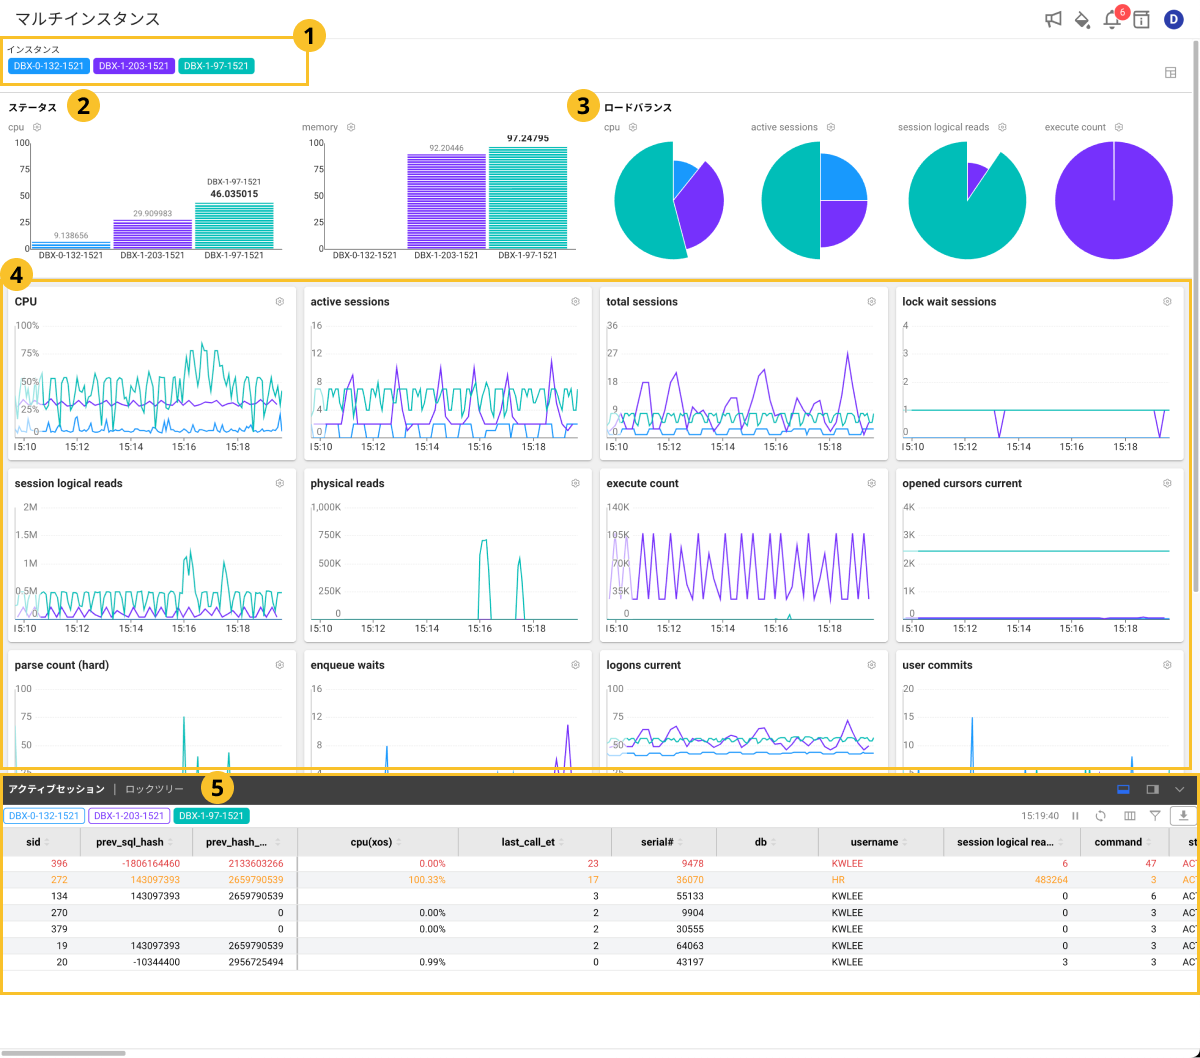 マルチインスタンス
6
D
1
インスタンス
DBX-0-132-1521 DBX-1-203-1521 DBX-1-97-1521
ステータス 2 3 ロードバランス
cpu memory cpu active sessions session logical reads execute count
100
75
50
25
0
9.138656
29.909983
DBX-1-97-1521
46.035015
DBX-0-132-1521 DBX-1-203-1521 DBX-1-97-1521
100
75
50
25
0
92.20446
97.24795
DBX-0-132-1521 DBX-1-203-1521 DBX-1-97-1521
4
CPU
100%
75%
50%
25%
0
15:10 15:12 15:14 15:16 15:18
active sessions
16
12
8
4
0
15:10 15:12 15:14 15:16 15:18
total sessions
36
27
18
9
0
15:10 15:12 15:14 15:16 15:18
lock wait sessions
4
3
2
1
0
15:10 15:12 15:14 15:16 15:18
session logical reads
2M
1.5M
1M
0.5M
0
15:10 15:12 15:14 15:16 15:18
physical reads
1,000K
750K
500K
250K
0
15:10 15:12 15:14 15:16 15:18
execute count
140K
105K
70K
35K
0
15:10 15:12 15:14 15:16 15:18
opened cursors current
4K
3K
2K
1K
0
15:10 15:12 15:14 15:16 15:18
parse count (hard)
100
75
50
25
enqueue waits
16
12
8
4
logons current
100
75
50
25
user commits
20
15
10
5
アクティブセッション | ロックツリー 5
DBX-0-132-1521 DBX-1-203-1521 DBX-1-97-1521 15:19:40
sid prev_sql_hash prev_hash_... cpu(xos) last_call_et serial# db username session logical rea... command st
396 -1806164460 2133603266 0.00% 23 9478 KWLEE 6 47 AC
272 143097393 2659790539 100.33% 17 36070 HR 483264 3 AC
134 143097393 2659790539 3 55133 KWLEE 0 6 AC
270 0 0.00% 2 9904 KWLEE 0 3 AC
379 0 0.00% 2 30555 KWLEE 0 3 AC
19 143097393 2659790539 2 64063 KWLEE 0 3 AC
20 -10344400 2956725494 0.99% 0 43197 KWLEE 3 3 AC